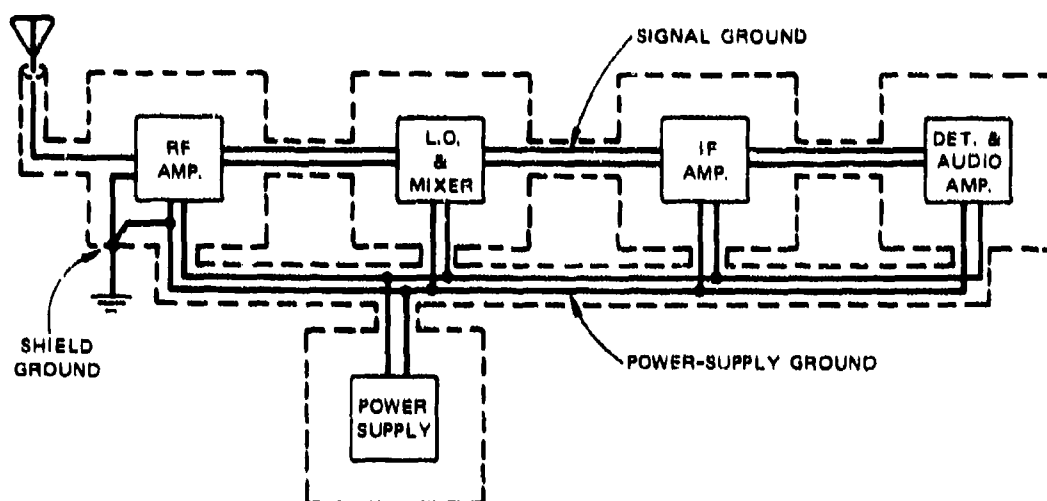 SIGNAL GROUND
RF
AMP.
L.O.
&
MIXER
IF
AMP.
DET. &
AUDIO
AMP.
SHIELD
GROUND
POWER-SUPPLY GROUND
POWER
SUPPLY